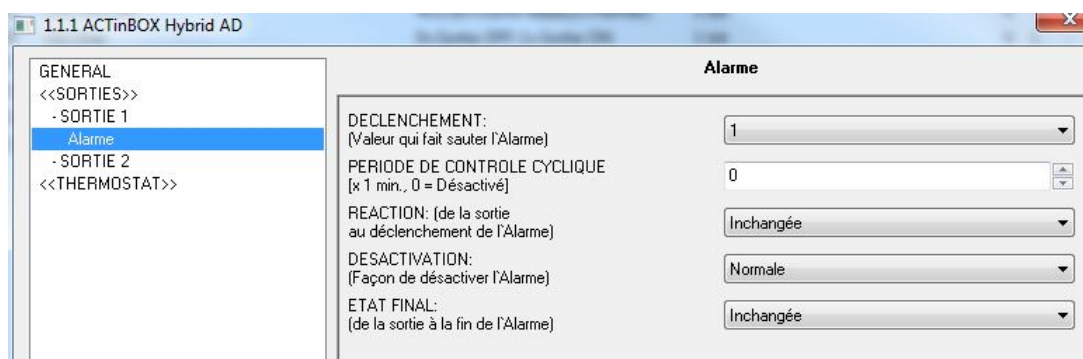 1.1.1 ACTinBOX Hybrid AD
GENERAL
<<SORTIES>>
- SORTIE 1
Alarme
- SORTIE 2
<<THERMOSTAT>>
Alarme
DECLENCHEMENT:
(Valeur qui fait sauter l`Alarme)
1
PERIODE DE CONTROLE CYCLIQUE
[x 1 min., 0 = Désactivé]
0
REACTION: (de la sortie
au déclenchement de l`Alarme)
Inchangée
DESACTIVATION:
(Façon de désactiver l`Alarme)
Normale
ETAT FINAL:
(de la sortie à la fin de l`Alarme)
Inchangée